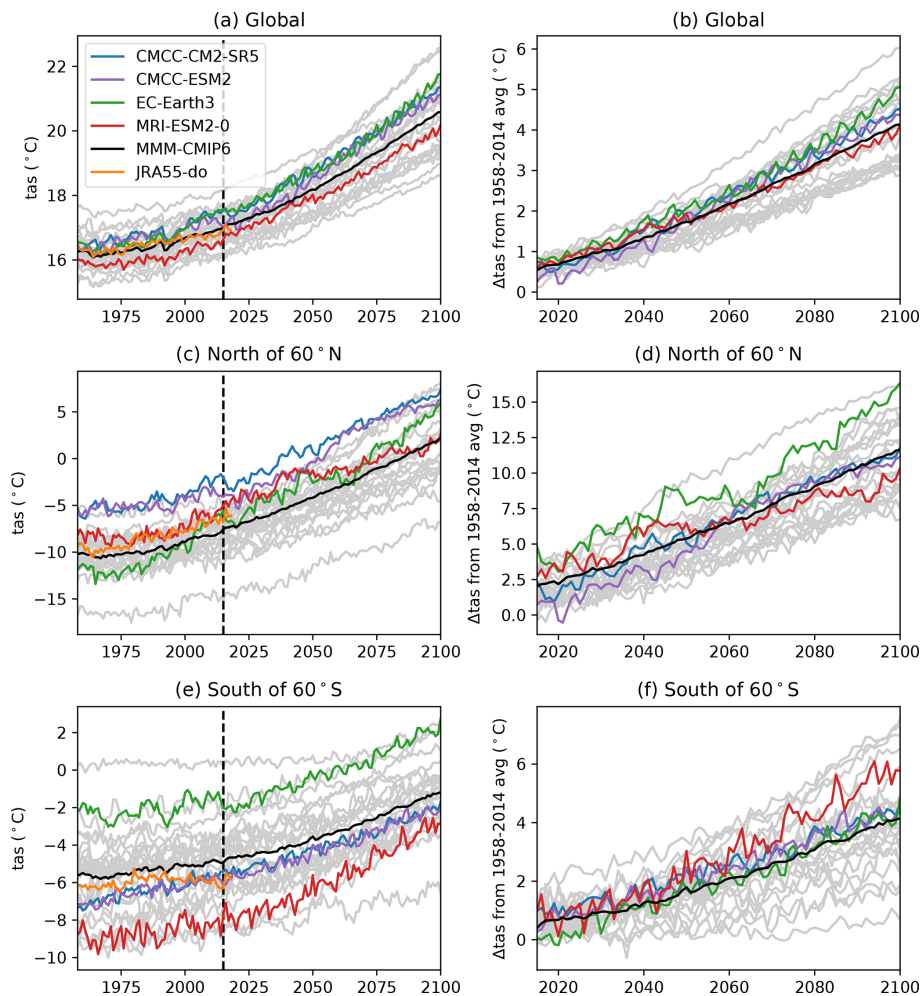 (a) Global
(b) Global
tas (°C)
22
20
18
16
CMCC-CM2-SR5
CMCC-ESM2
EC-Earth3
MRI-ESM2-0
MMM-CMIP6
JRA55-do
1975 2000 2025 2050 2075 2100
Δtas from 1958-2014 avg (°C)
6
5
4
3
2
1
0
2020 2040 2060 2080 2100
(c) North of 60°N
(d) North of 60°N
tas (°C)
5
0
−5
−10
−15
1975 2000 2025 2050 2075 2100
Δtas from 1958-2014 avg (°C)
15.0
12.5
10.0
7.5
5.0
2.5
0.0
2020 2040 2060 2080 2100
(e) South of 60°S
(f) South of 60°S
tas (°C)
2
0
−2
−4
−6
−8
−10
1975 2000 2025 2050 2075 2100
Δtas from 1958-2014 avg (°C)
6
4
2
0
2020 2040 2060 2080 2100